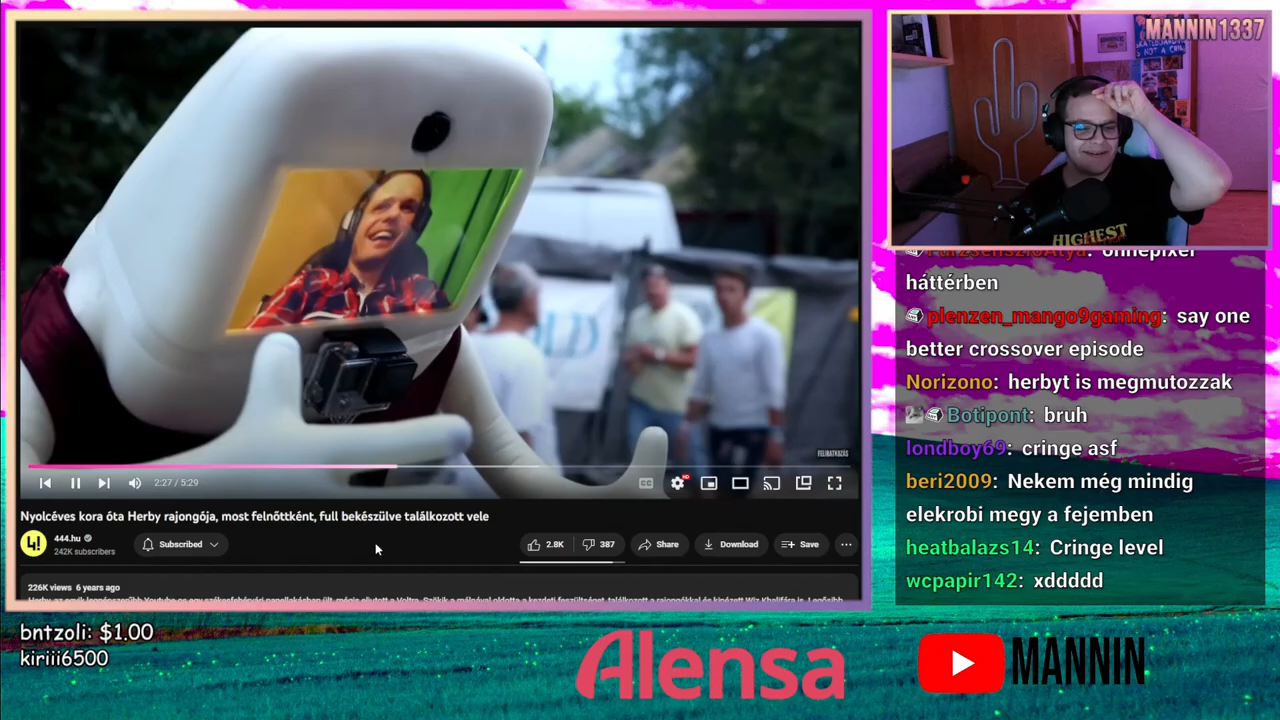 MANNIN1337
HIGHEST
háttérben
plenzen_mango9gaming: say one
better crossover episode
Norizono: herbyt is megmutozzak
Botipont: bruh
londboy69: cringe asf
beri2009: Nekem még mindig
elekrobi megy a fejemben
heatbalazs14: Cringe level
wcpapir142: xddddd
FELIRATKOZÁS
2:27 / 5:29
Nyolcéves kora óta Herby rajongója, most felnőttként, full bekészülve találkozott vele
444.hu
242K subscribers
Subscribed
2.8K
387
Share
Download
Save
226K views 6 years ago
bntzoli: $1.00
kiriii6500
Alensa
MANNIN